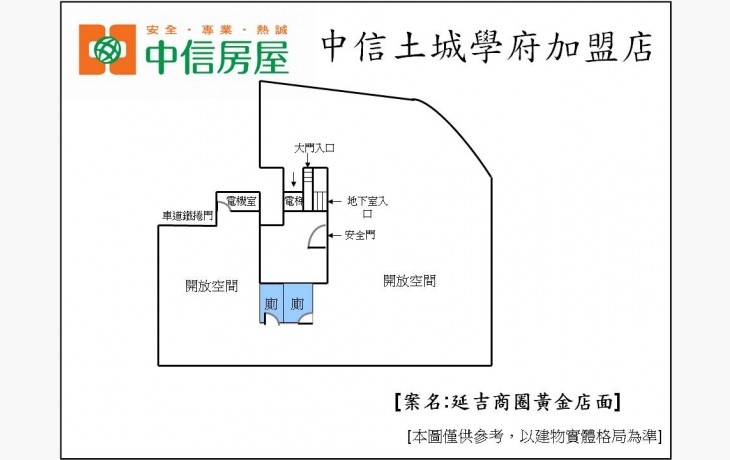 安全·專業·熱誠
中信房屋
中信土城學府加盟店
大門入口
電機室
電梯
地下室入
口
車道鐵捲門
安全門
開放空間
開放空間
廁
廁
[案名:延吉商圈黃金店面]
[本圖僅供參考，以建物實體格局為準]